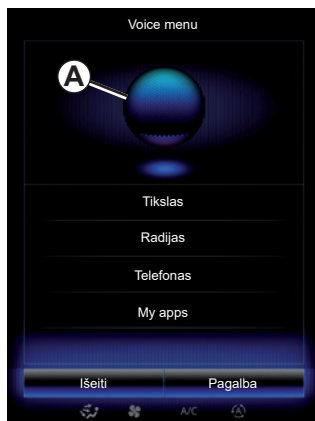 Voice menu
A
Tikslas
Radijas
Telefonas
My apps
Išeiti Pagalba
A/C A